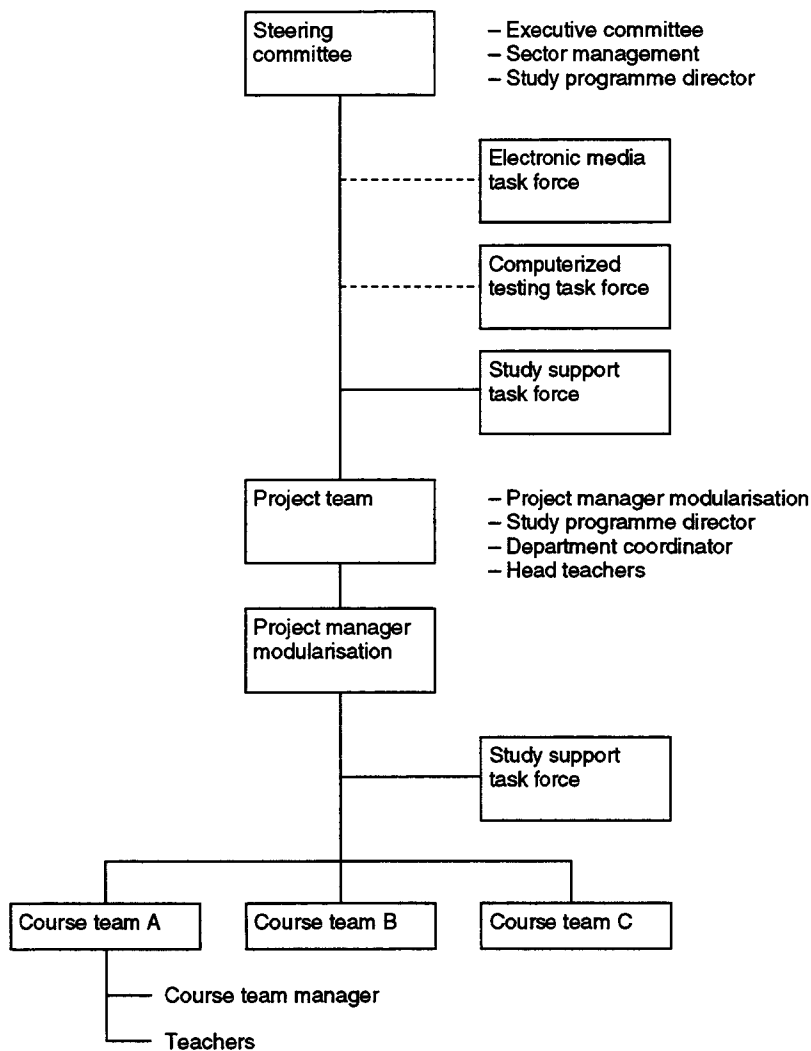 Steering
committee
– Executive committee
– Sector management
– Study programme director
Electronic media
task force
Computerized
testing task force
Study support
task force
Project team
– Project manager modularisation
– Study programme director
– Department coordinator
– Head teachers
Project manager
modularisation
Study support
task force
Course team A
Course team B
Course team C
Course team manager
Teachers